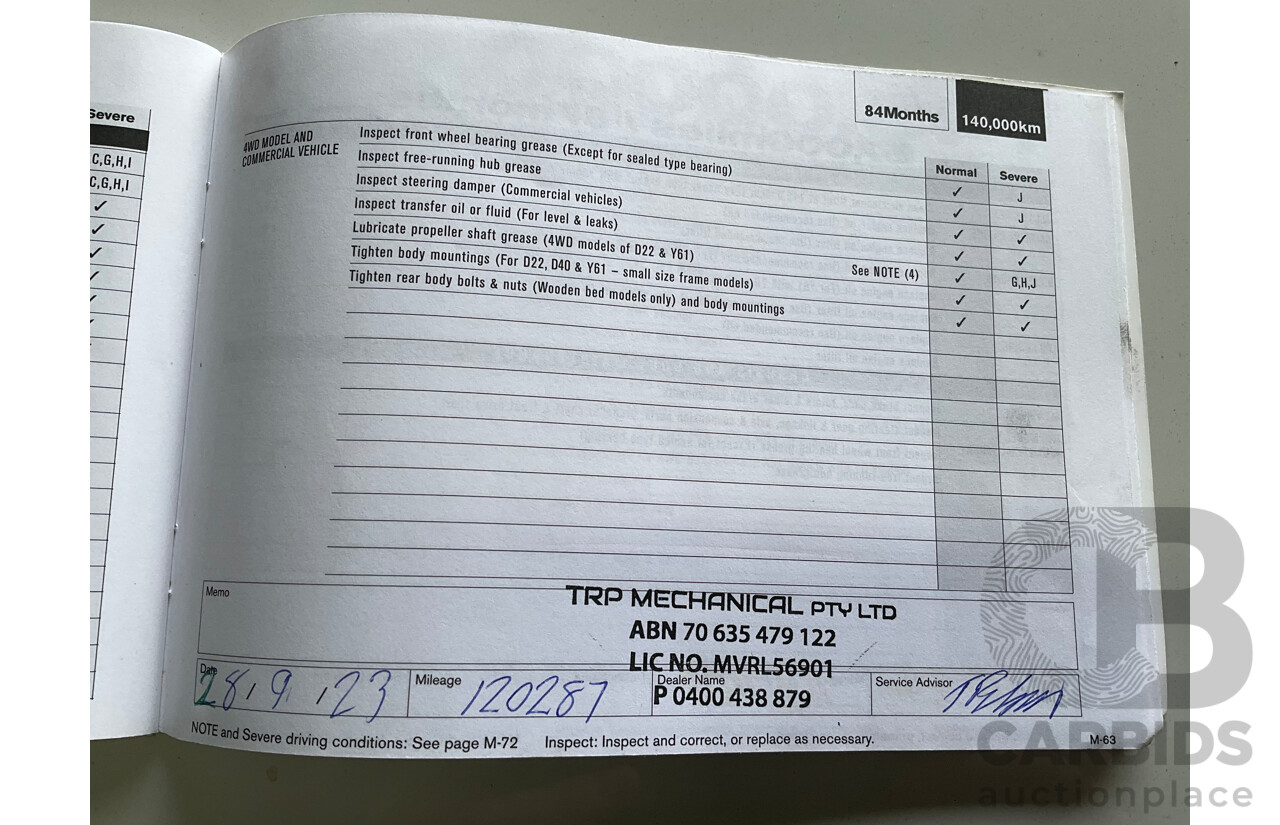 Severe
C,G,H,I
C,G,H,I
✓
✓
✓
✓
✓
✓
84Months
140,000km
Normal Severe
4WD MODEL AND
COMMERCIAL VEHICLE
Inspect front wheel bearing grease (Except for sealed type bearing) ✓ J
Inspect free-running hub grease ✓ J
Inspect steering damper (Commercial vehicles) ✓ ✓
Inspect transfer oil or fluid (For level & leaks) ✓ ✓
Lubricate propeller shaft grease (4WD models of D22 & Y61) See NOTE (4) ✓ G,H,J
Tighten body mountings (For D22, D40 & Y61 – small size frame models) ✓ ✓
Tighten rear body bolts & nuts (Wooden bed models only) and body mountings ✓ ✓
Memo
TRP MECHANICAL PTY LTD
ABN 70 635 479 122
LIC NO. MVRL56901
Date 28, 9, 23
Mileage 120287
Dealer Name
P 0400 438 879
Service Advisor
NOTE and Severe driving conditions: See page M-72 Inspect: Inspect and correct, or replace as necessary.
M-63
CARBIDS
auctionplace